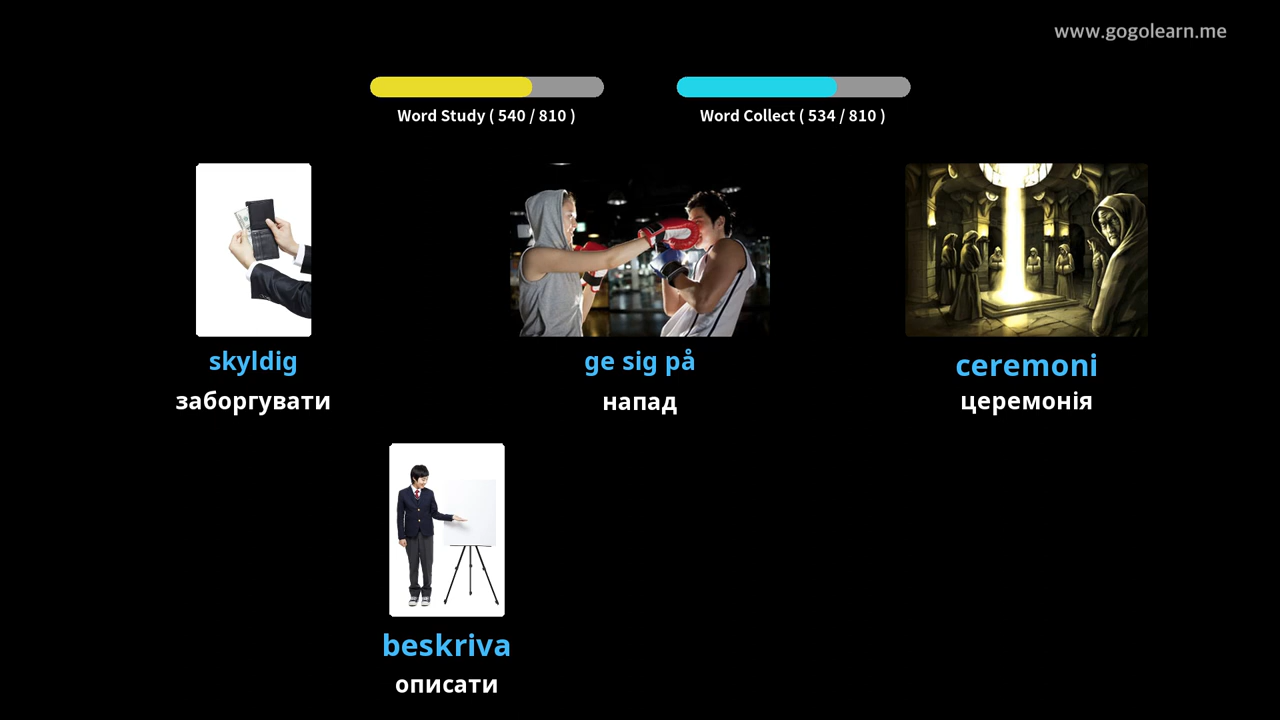 www.gogolearn.me
Word Study ( 540 / 810 )
Word Collect ( 534 / 810 )
skyldig
заборгувати
ge sig på
напад
ceremoni
церемонія
beskriva
описати